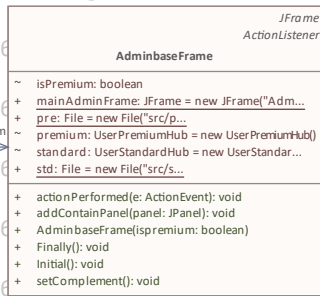 JFrame
ActionListener
AdminbaseFrame
~ isPremium: boolean
+ mainAdminFrame: JFrame = new JFrame("Adm...
+ pre: File = new File("src/p...
~ premium: UserPremiumHub = new UserPremiumHub()
~ standard: UserStandardHub = new UserStandar...
+ std: File = new File("src/s...
+ actionPerformed(e: ActionEvent): void
+ addContainPanel(panel: JPanel): void
+ AdminbaseFrame(ispremium: boolean)
+ Finally(): void
+ Initial(): void
+ setComplement(): void